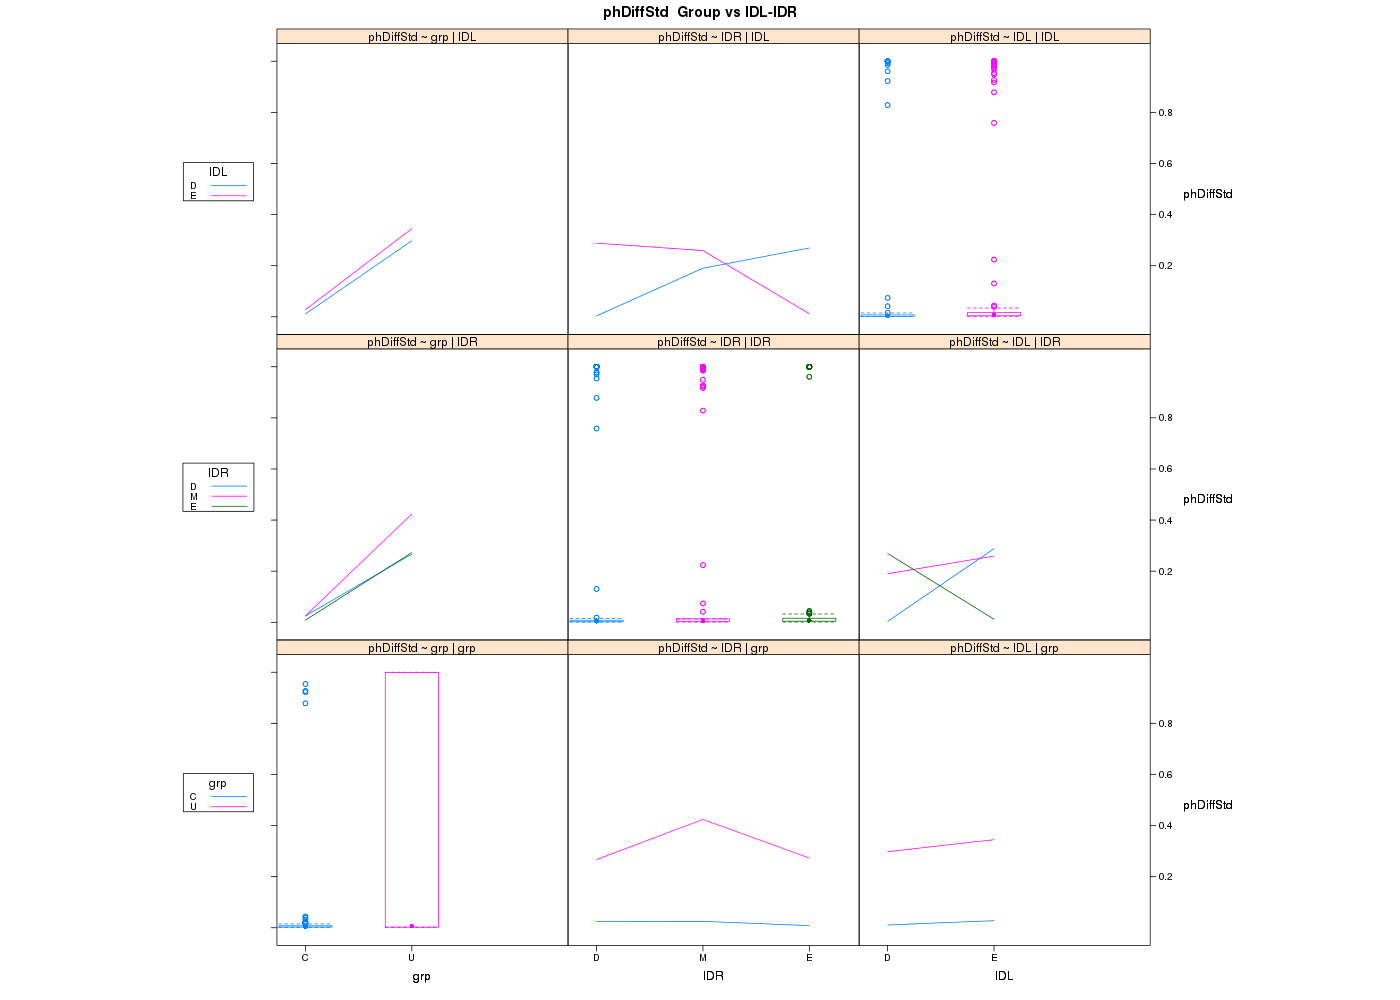 phDiffStd  Group vs IDL-IDR
phDiffStd ~ grp | IDL
phDiffStd ~ IDR | IDL
phDiffStd ~ IDL | IDL
IDL
D
E
0.8
0.6
0.4
0.2
phDiffStd
phDiffStd ~ grp | IDR
phDiffStd ~ IDR | IDR
phDiffStd ~ IDL | IDR
IDR
D
M
E
0.8
0.6
0.4
0.2
phDiffStd
phDiffStd ~ grp | grp
phDiffStd ~ IDR | grp
phDiffStd ~ IDL | grp
grp
C
U
0.8
0.6
0.4
0.2
phDiffStd
C U
D M E
D E
grp
IDR
IDL